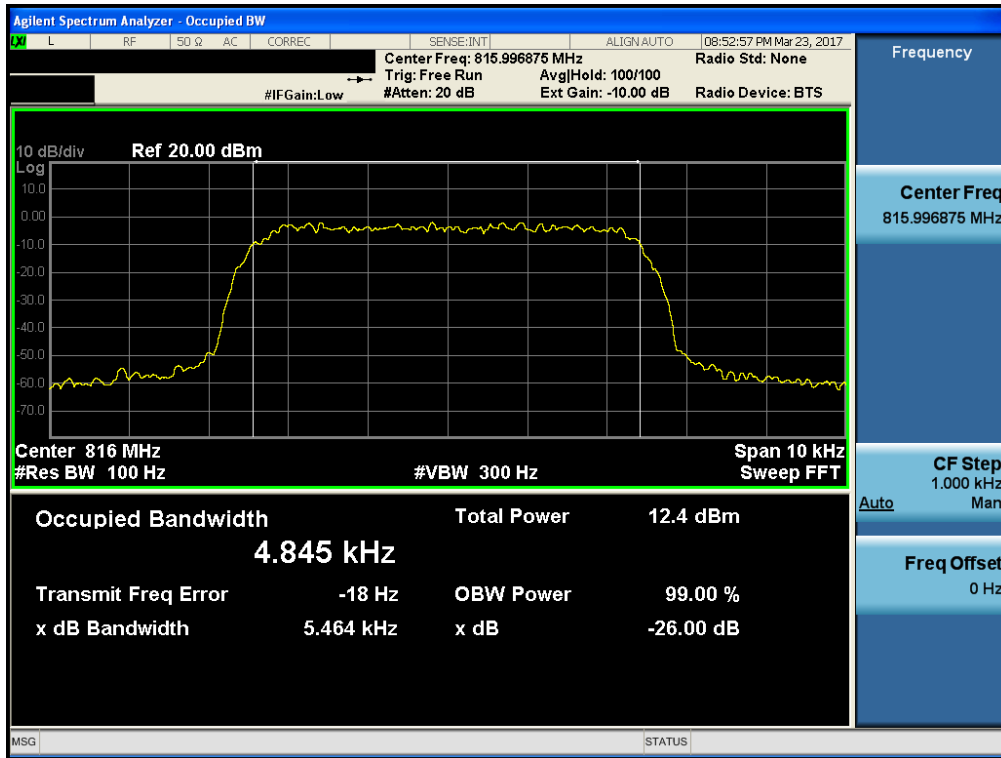 Agilent Spectrum Analyzer - Occupied BW
LXI L RF 50 Ω AC CORREC SENSE:INT ALIGN AUTO 08:52:57 PM Mar 23, 2017
Center Freq: 815.996875 MHz Radio Std: None
Trig: Free Run Avg|Hold: 100/100
#IFGain:Low #Atten: 20 dB Ext Gain: -10.00 dB Radio Device: BTS
10 dB/div Ref 20.00 dBm
Log
10.0
0.00
-10.0
-20.0
-30.0
-40.0
-50.0
-60.0
-70.0
Center 816 MHz Span 10 kHz
#Res BW 100 Hz #VBW 300 Hz Sweep FFT
Occupied Bandwidth Total Power 12.4 dBm
4.845 kHz
Transmit Freq Error -18 Hz OBW Power 99.00 %
x dB Bandwidth 5.464 kHz x dB -26.00 dB
MSG STATUS
Frequency
Center Freq
815.996875 MHz
CF Step
1.000 kHz
Auto Man
Freq Offset
0 Hz